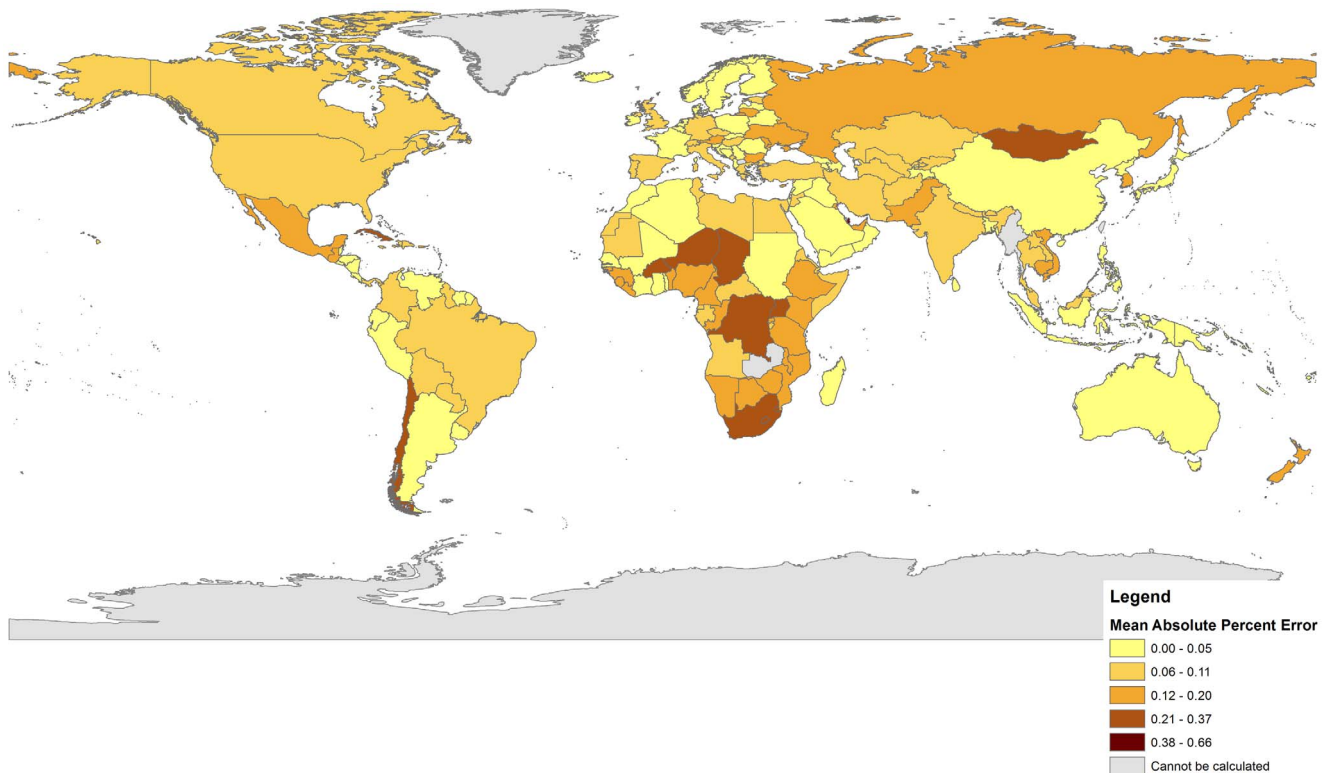 Legend
Mean Absolute Percent Error
0.00 - 0.05
0.06 - 0.11
0.12 - 0.20
0.21 - 0.37
0.38 - 0.66
Cannot be calculated